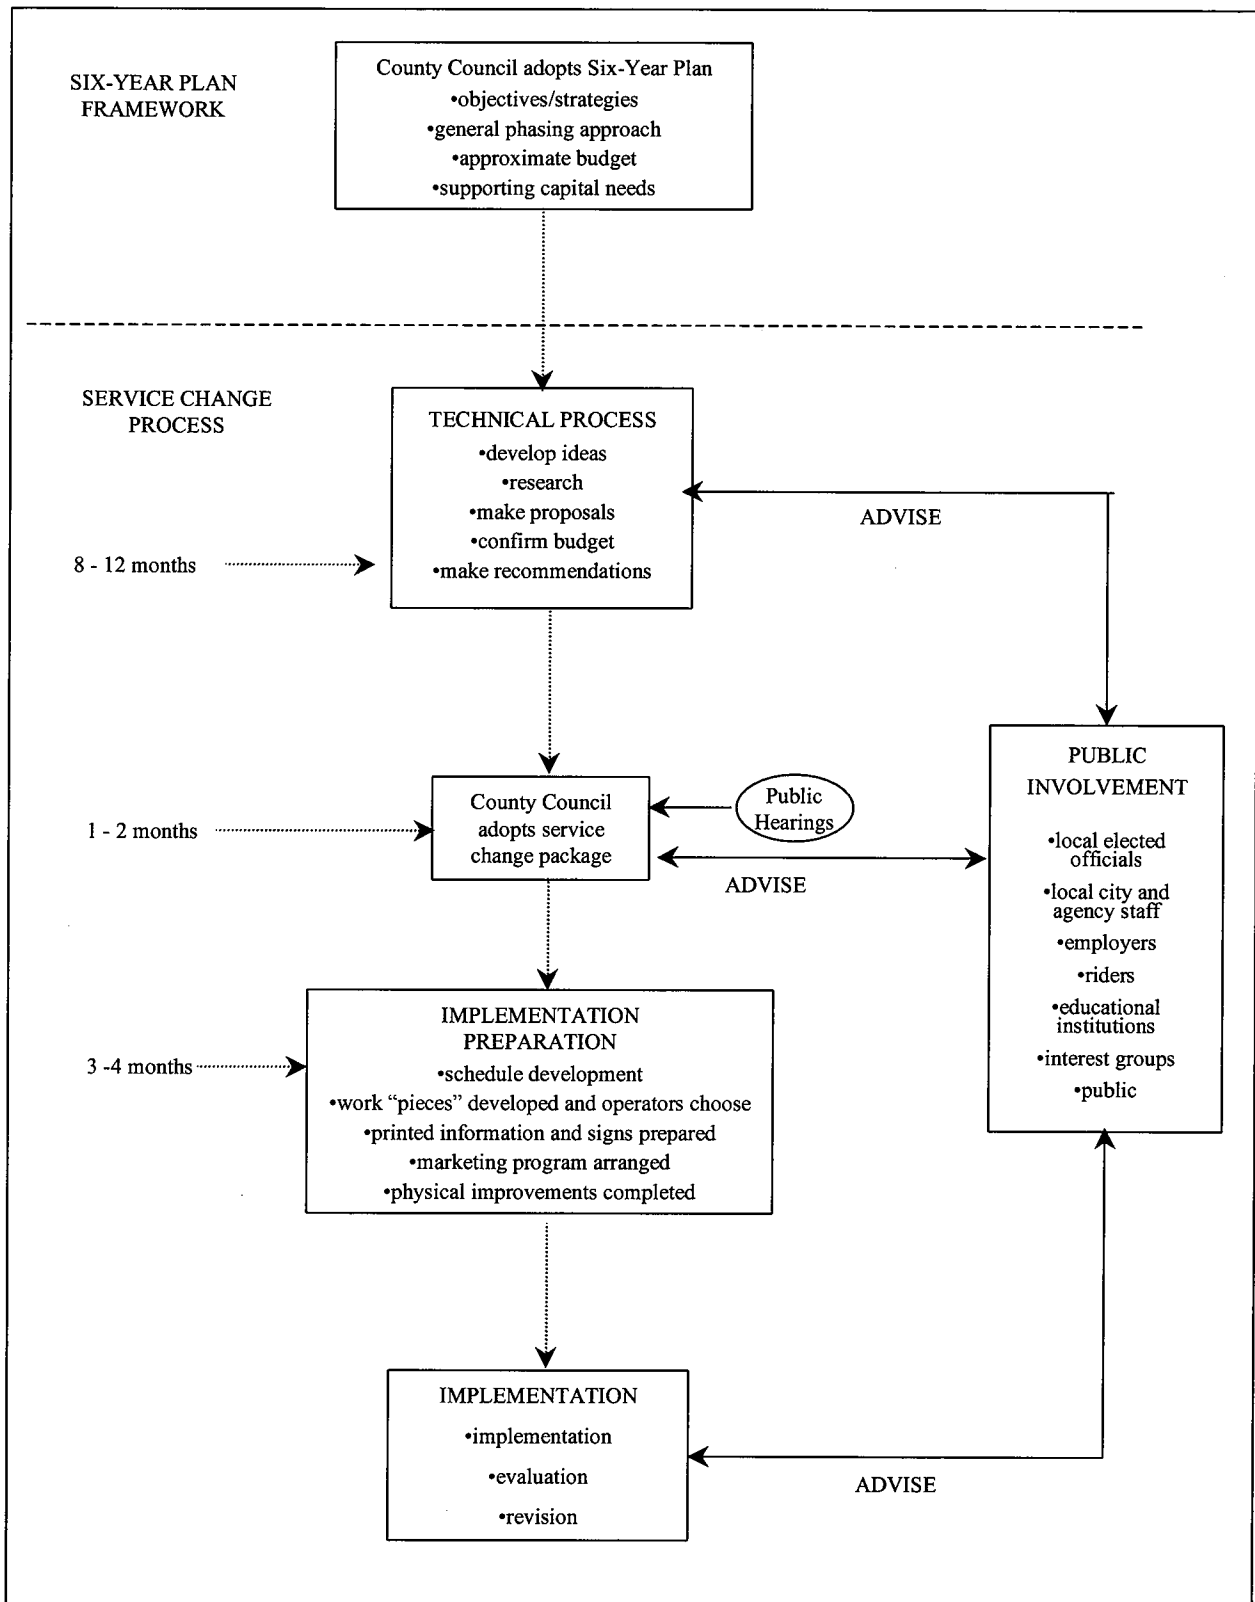 SIX-YEAR PLAN
FRAMEWORK
County Council adopts Six-Year Plan
•objectives/strategies
•general phasing approach
•approximate budget
•supporting capital needs
SERVICE CHANGE
PROCESS
TECHNICAL PROCESS
•develop ideas
•research
•make proposals
•confirm budget
•make recommendations
8 - 12 months
ADVISE
PUBLIC
INVOLVEMENT
•local elected
officials
•local city and
agency staff
•employers
•riders
•educational
institutions
•interest groups
•public
1 - 2 months
County Council
adopts service
change package
Public
Hearings
ADVISE
3 -4 months
IMPLEMENTATION
PREPARATION
•schedule development
•work “pieces” developed and operators choose
•printed information and signs prepared
•marketing program arranged
•physical improvements completed
IMPLEMENTATION
•implementation
•evaluation
•revision
ADVISE